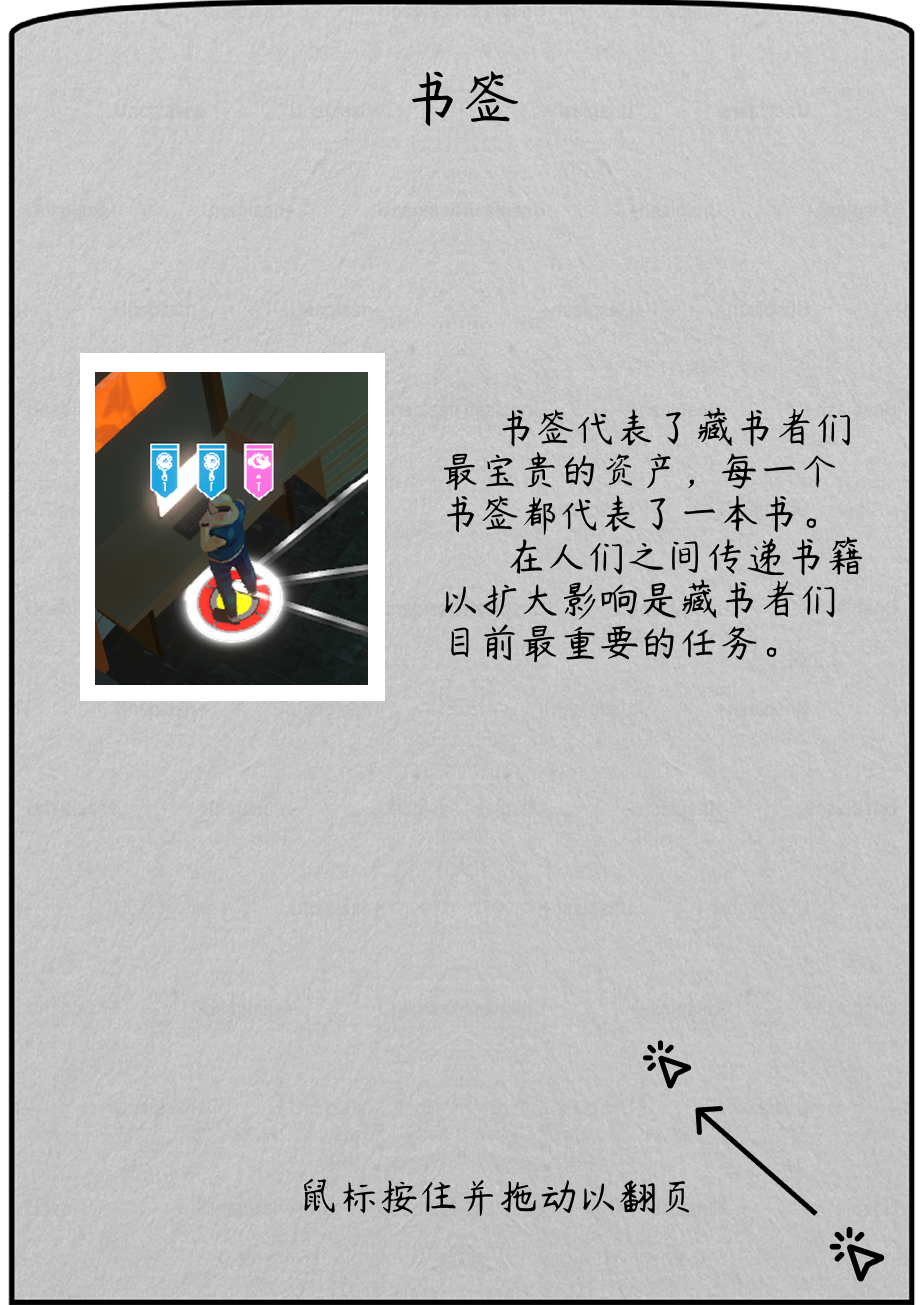 书签
书签代表了藏书者们
最宝贵的资产，每一个
书签都代表了一本书。
在人们之间传递书籍
以扩大影响是藏书者们
目前最重要的任务。
鼠标按住并拖动以翻页